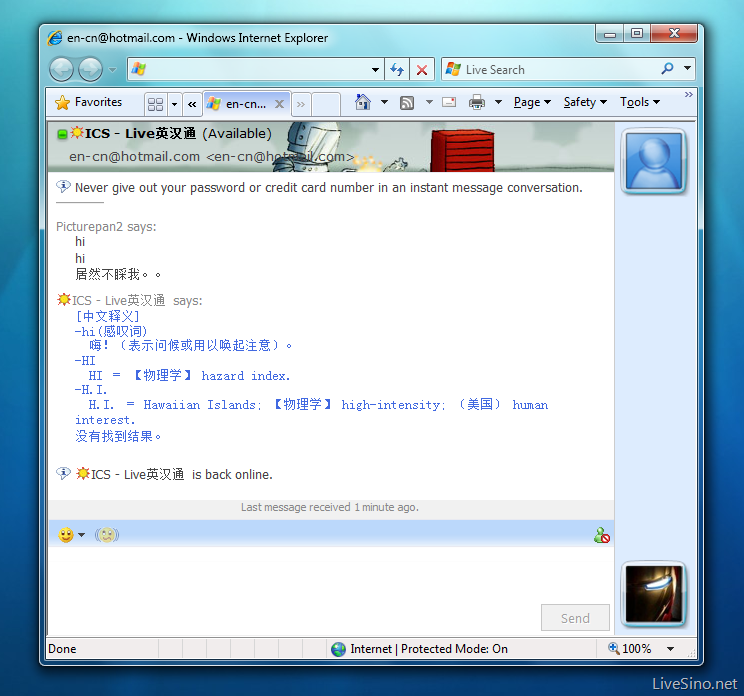 en-cn@hotmail.com - Windows Internet Explorer
Live Search
Favorites
en-cn...
Page
Safety
Tools
ICS - Live英汉通 (Available)
en-cn@hotmail.com <en-cn@hotmail.com>
Never give out your password or credit card number in an instant message conversation.
Picturepan2 says:
hi
hi
居然不睬我。。
ICS - Live英汉通 says:
[中文释义]
-hi(感叹词)
嗨! (表示问候或用以唤起注意)。
-HI
HI = 【物理学】 hazard index.
-H.I.
H.I. = Hawaiian Islands; 【物理学】 high-intensity; (美国) human
interest.
没有找到结果。
ICS - Live英汉通 is back online.
Last message received 1 minute ago.
Send
Done
Internet | Protected Mode: On
100%
LiveSino.net